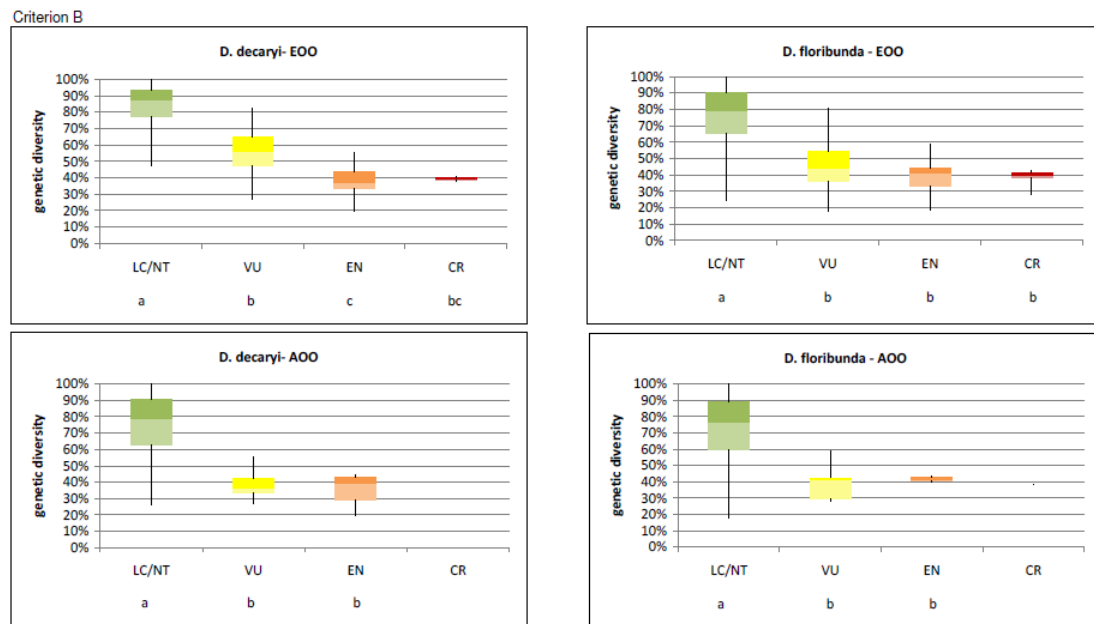 Criterion B
D. decaryi- EOO
genetic diversity
100%
90%
80%
70%
60%
50%
40%
30%
20%
10%
0%
LC/NT VU EN CR
a b c bc
D. floribunda - EOO
genetic diversity
100%
90%
80%
70%
60%
50%
40%
30%
20%
10%
0%
LC/NT VU EN CR
a b b b
D. decaryi- AOO
genetic diversity
100%
90%
80%
70%
60%
50%
40%
30%
20%
10%
0%
LC/NT VU EN CR
a b b
D. floribunda - AOO
genetic diversity
100%
90%
80%
70%
60%
50%
40%
30%
20%
10%
0%
LC/NT VU EN CR
a b b